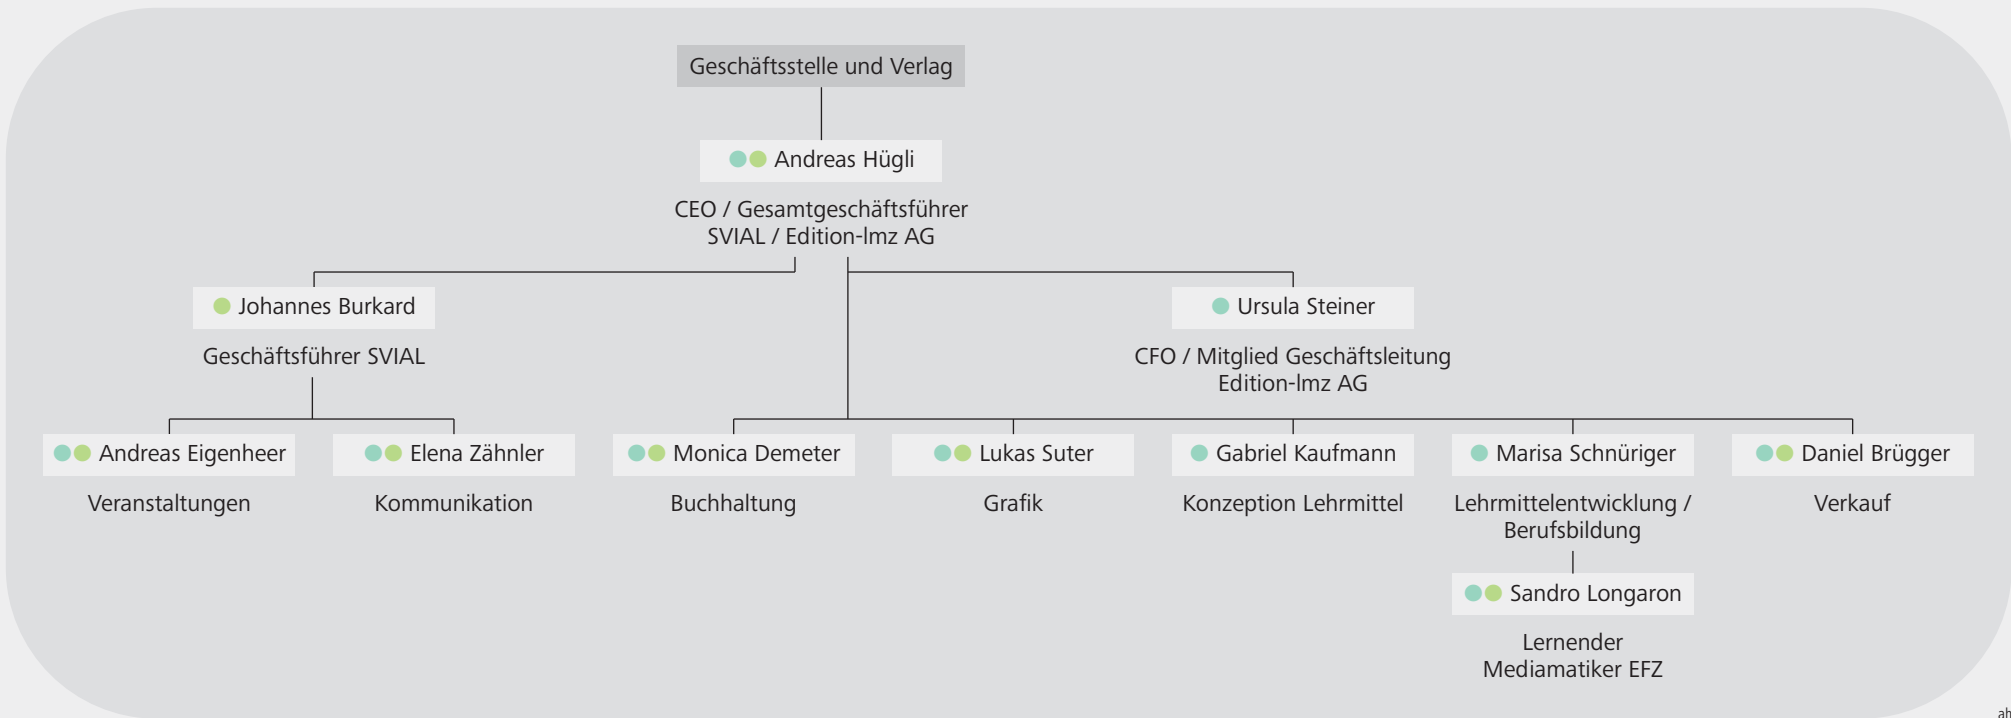 Geschäftsstelle und Verlag
Andreas Hügli
CEO / Gesamtgeschäftsführer
SVIAL / Edition-lmz AG
Johannes Burkard
Geschäftsführer SVIAL
Ursula Steiner
CFO / Mitglied Geschäftsleitung
Edition-lmz AG
Andreas Eigenheer
Veranstaltungen
Elena Zähnler
Kommunikation
Monica Demeter
Buchhaltung
Lukas Suter
Grafik
Gabriel Kaufmann
Konzeption Lehrmittel
Marisa Schnüriger
Lehrmittelentwicklung /
Berufsbildung
Daniel Brügger
Verkauf
Sandro Longaron
Lernender
Mediamatiker EFZ